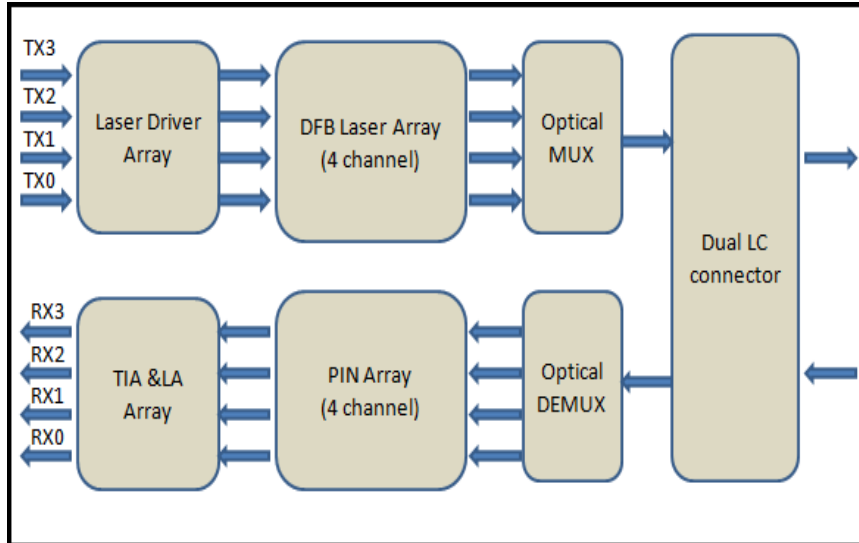 TX3
TX2
TX1
TX0
Laser Driver
Array
DFB Laser Array
(4 channel)
Optical
MUX
Dual LC
connector
RX3
RX2
RX1
RX0
TIA &LA
Array
PIN Array
(4 channel)
Optical
DEMUX